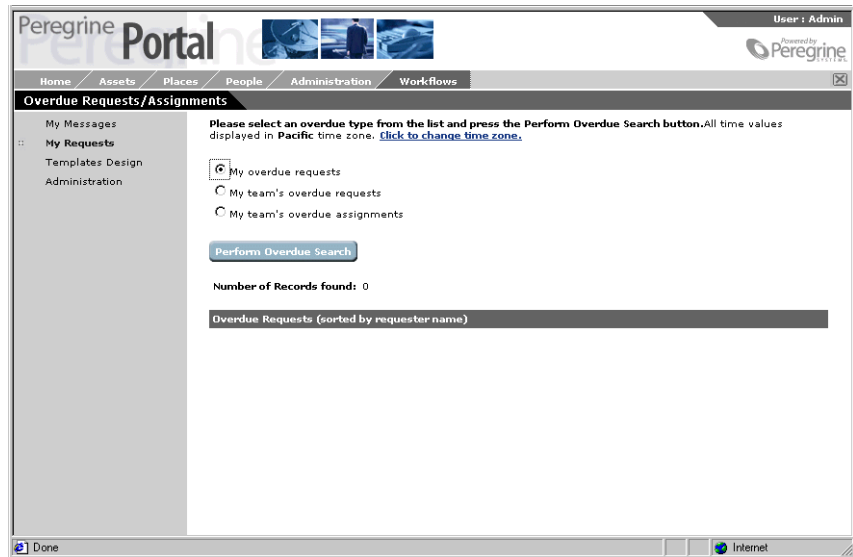 Peregrine Portal
User : Admin
Powered by
Peregrine
SYSTEMS
Home / Assets / Places / People / Administration / Workflows
Overdue Requests/Assignments
My Messages
My Requests
Templates Design
Administration
Please select an overdue type from the list and press the Perform Overdue Search button.All time values
displayed in Pacific time zone. Click to change time zone.
My overdue requests
My team's overdue requests
My team's overdue assignments
Perform Overdue Search
Number of Records found: 0
Overdue Requests (sorted by requester name)
Done
Internet